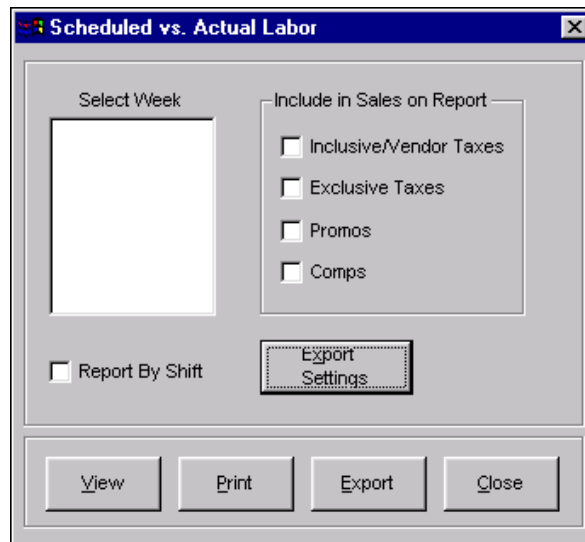 Scheduled vs. Actual Labor
Select Week
Include in Sales on Report
Inclusive/Vendor Taxes
Exclusive Taxes
Promos
Comps
Report By Shift
Export
Settings
View
Print
Export
Close